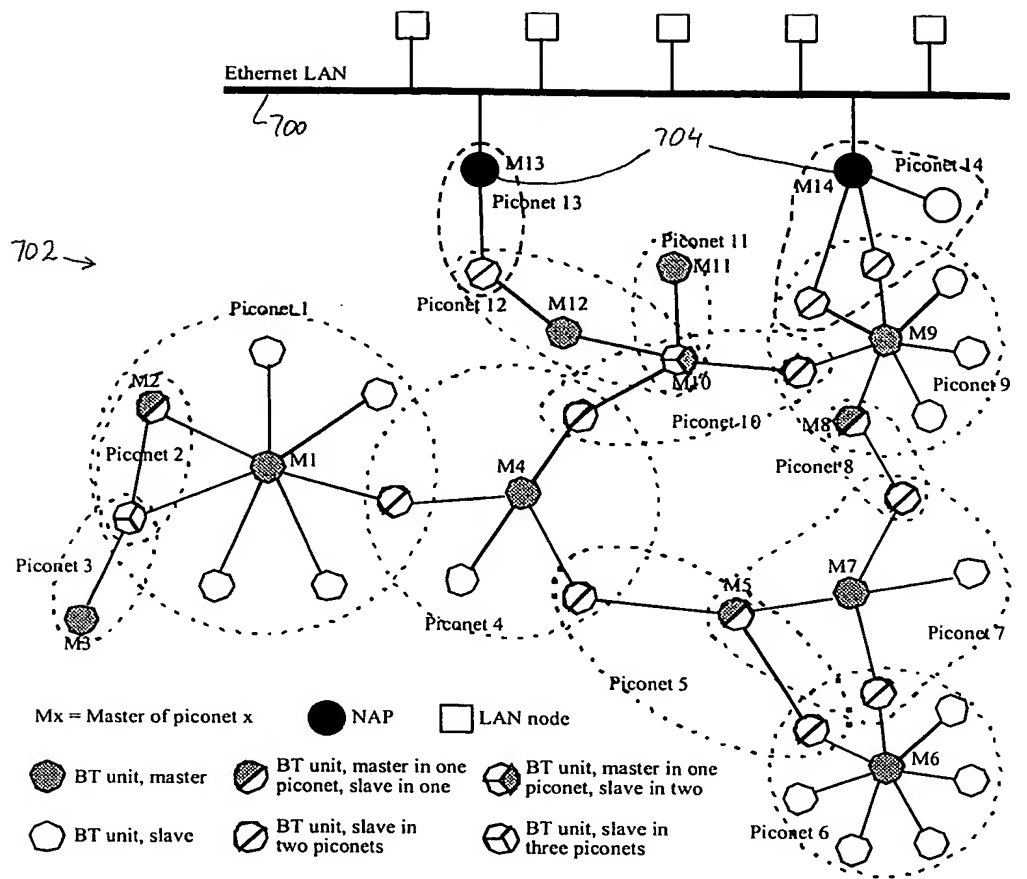 Ethernet LAN
700
704
M13
Piconet 14
M14
Piconet 13
702
Piconet 11
M11
Piconet 12
Piconet 1
M12
M9
M2
M10
Piconet 9
Piconet 10
M8
Piconet 2
M1
M4
Piconet 8
Piconet 3
M7
M5
M3
Piconet 4
Piconet 7
Piconet 5
Mx = Master of piconet x
NAP
LAN node
M6
BT unit, master
BT unit, master in one
piconet, slave in one
BT unit, master in one
piconet, slave in two
BT unit, slave
BT unit, slave in
two piconets
BT unit, slave in
three piconets
Piconet 6